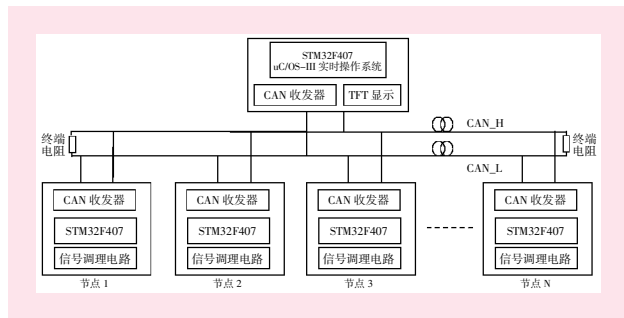 STM32F407
uC/OS-III 实时操作系统
CAN 收发器
TFT 显示
CAN_H
终端
电阻
终端
电阻
CAN_L
CAN 收发器
CAN 收发器
CAN 收发器
CAN 收发器
STM32F407
STM32F407
STM32F407
STM32F407
信号调理电路
信号调理电路
信号调理电路
信号调理电路
节点 1
节点 2
节点 3
节点 N